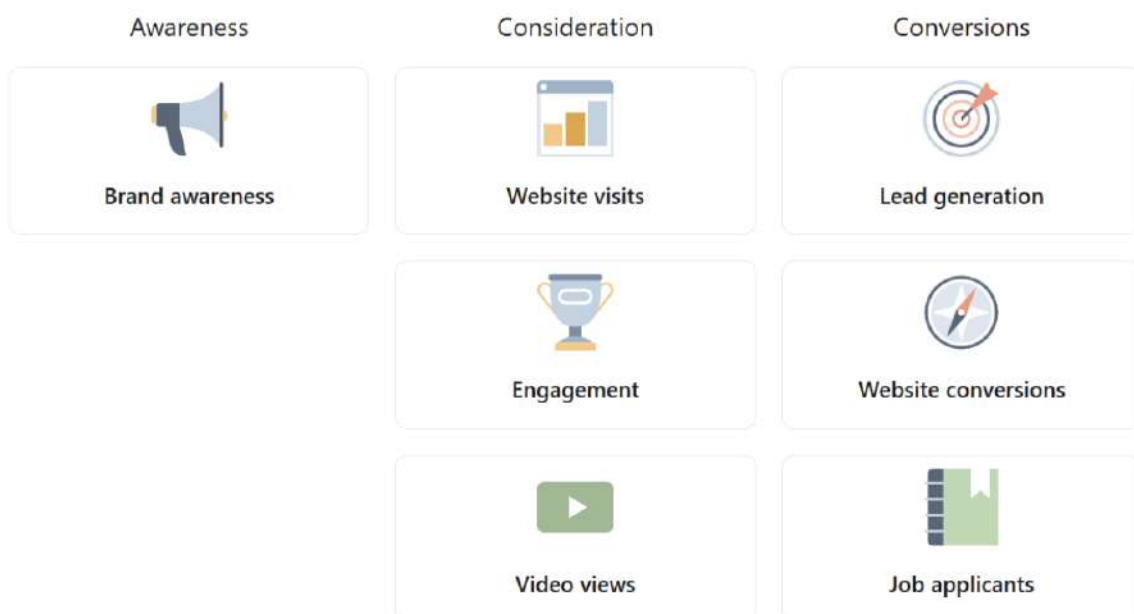 Awareness
Consideration
Conversions
Brand awareness
Website visits
Lead generation
Engagement
Website conversions
Video views
Job applicants